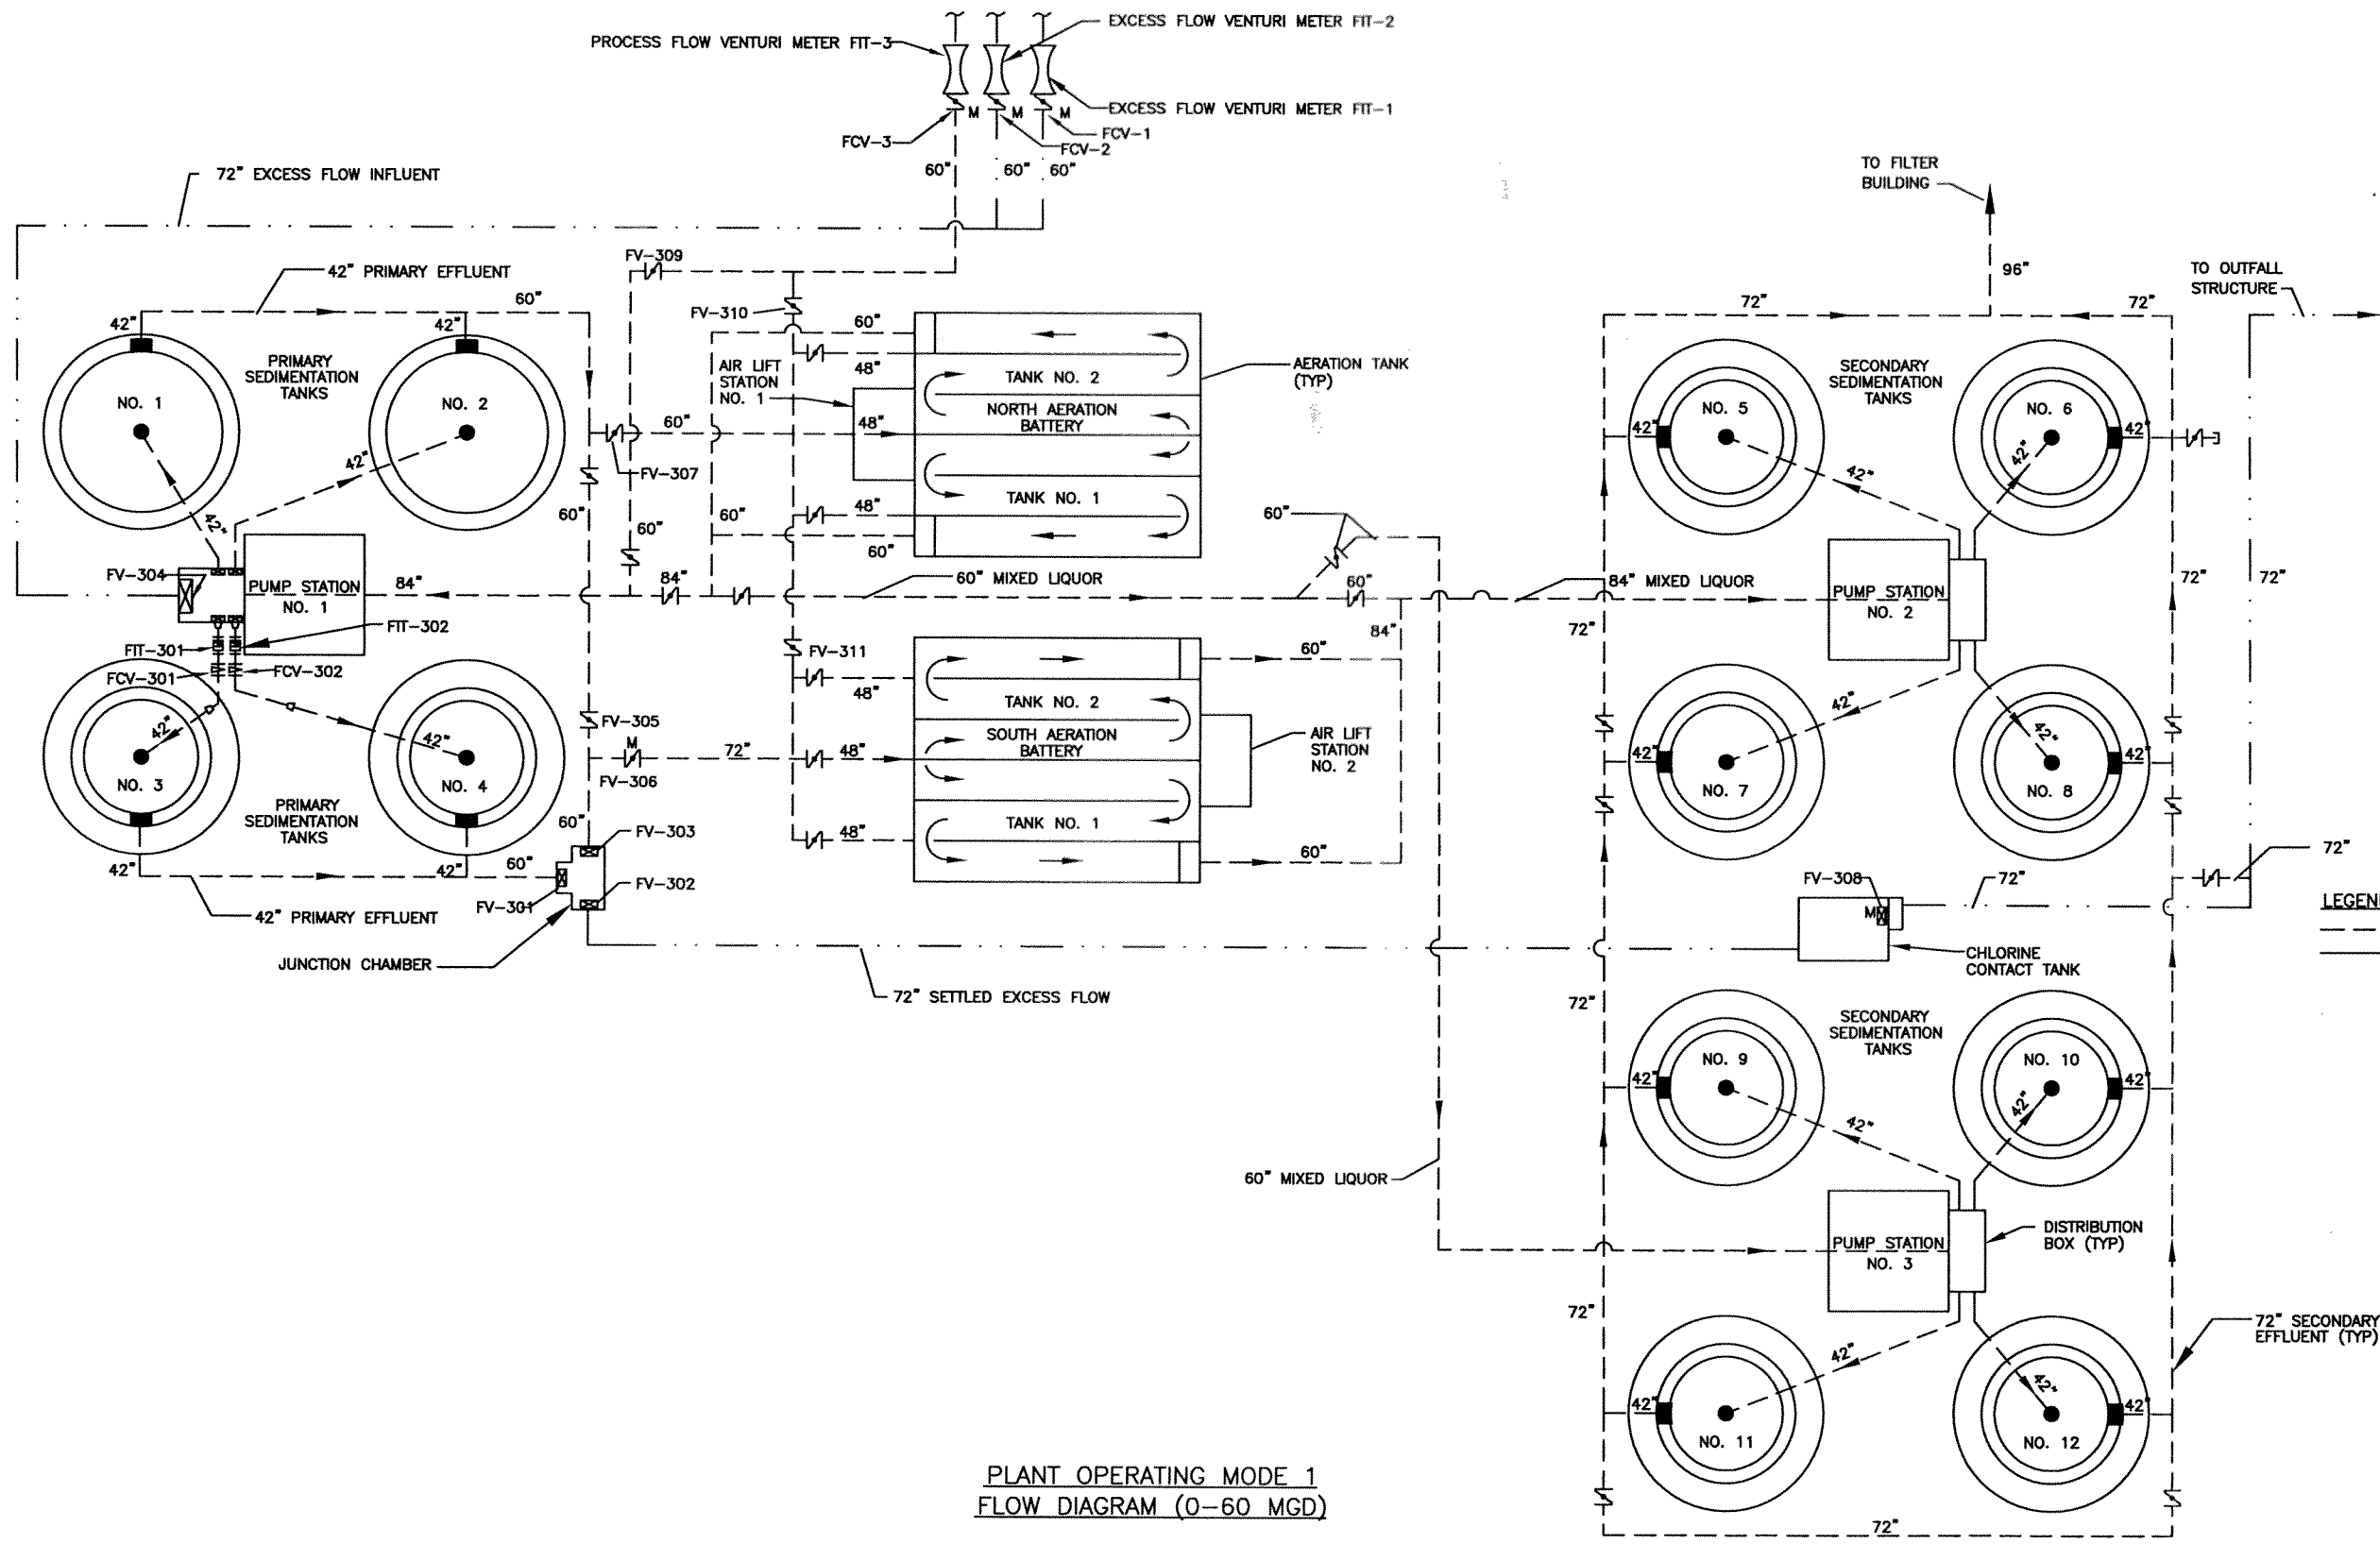 PROCESS FLOW VENTURI METER FIT-3
EXCESS FLOW VENTURI METER FIT-2
EXCESS FLOW VENTURI METER FIT-1
M
M
M
FCV-1
FCV-2
FCV-3
60"
60"
60"
72" EXCESS FLOW INFLUENT
42" PRIMARY EFFLUENT
60"
42"
42"
PRIMARY
SEDIMENTATION
TANKS
NO. 1
NO. 2
42"
42"
FV-304
PUMP STATION
NO. 1
84"
FIT-302
FIT-301
FCV-301
FCV-302
42"
42"
NO. 3
NO. 4
PRIMARY
SEDIMENTATION
TANKS
42"
42"
60"
42" PRIMARY EFFLUENT
FV-309
FV-310
FV-307
60"
60"
60"
60"
84"
FV-305
M
FV-306
72"
60"
FV-303
FV-302
FV-301
JUNCTION CHAMBER
72" SETTLED EXCESS FLOW
AIR LIFT
STATION
NO. 1
60"
48"
48"
48"
60"
TANK NO. 2
NORTH AERATION
BATTERY
TANK NO. 1
AERATION TANK
(TYP)
60" MIXED LIQUOR
60"
60"
84"
84" MIXED LIQUOR
FV-311
48"
48"
48"
TANK NO. 2
SOUTH AERATION
BATTERY
TANK NO. 1
60"
60"
AIR LIFT
STATION
NO. 2
60" MIXED LIQUOR
TO FILTER
BUILDING
96"
72"
72"
TO OUTFALL
STRUCTURE
SECONDARY
SEDIMENTATION
TANKS
NO. 5
NO. 6
42"
42"
42"
42"
PUMP STATION
NO. 2
72"
72"
72"
42"
42"
42"
42"
NO. 7
NO. 8
FV-308
M
72"
72"
CHLORINE
CONTACT TANK
LEGEN
72"
SECONDARY
SEDIMENTATION
TANKS
NO. 9
NO. 10
42"
42"
42"
42"
PUMP STATION
NO. 3
DISTRIBUTION
BOX (TYP)
72"
72" SECONDARY
EFFLUENT (TYP)
42"
42"
42"
42"
NO. 11
NO. 12
72"
PLANT OPERATING MODE 1
FLOW DIAGRAM (0-60 MGD)